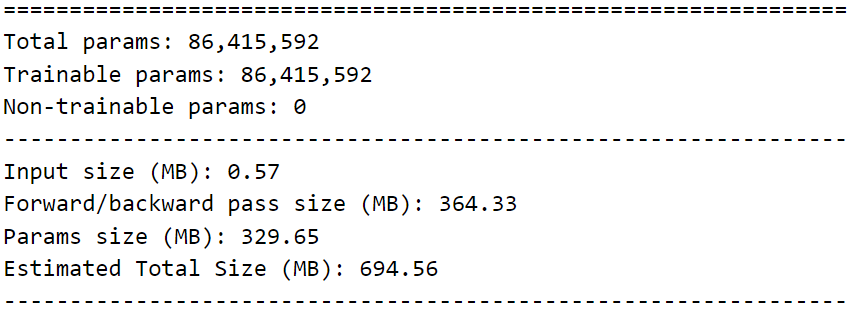 ================================================================
Total params: 86,415,592
Trainable params: 86,415,592
Non-trainable params: 0
----------------------------------------------------------------
Input size (MB): 0.57
Forward/backward pass size (MB): 364.33
Params size (MB): 329.65
Estimated Total Size (MB): 694.56
----------------------------------------------------------------